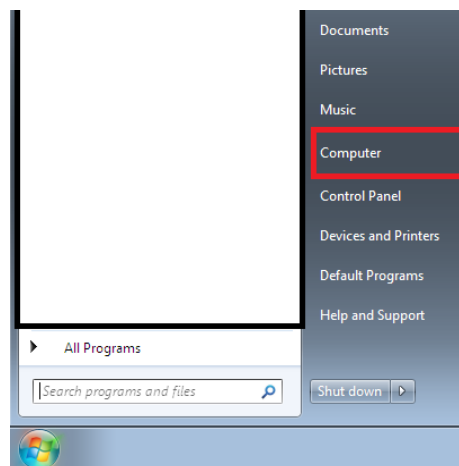 Documents
Pictures
Music
Computer
Control Panel
Devices and Printers
Default Programs
Help and Support
All Programs
Search programs and files
Shut down